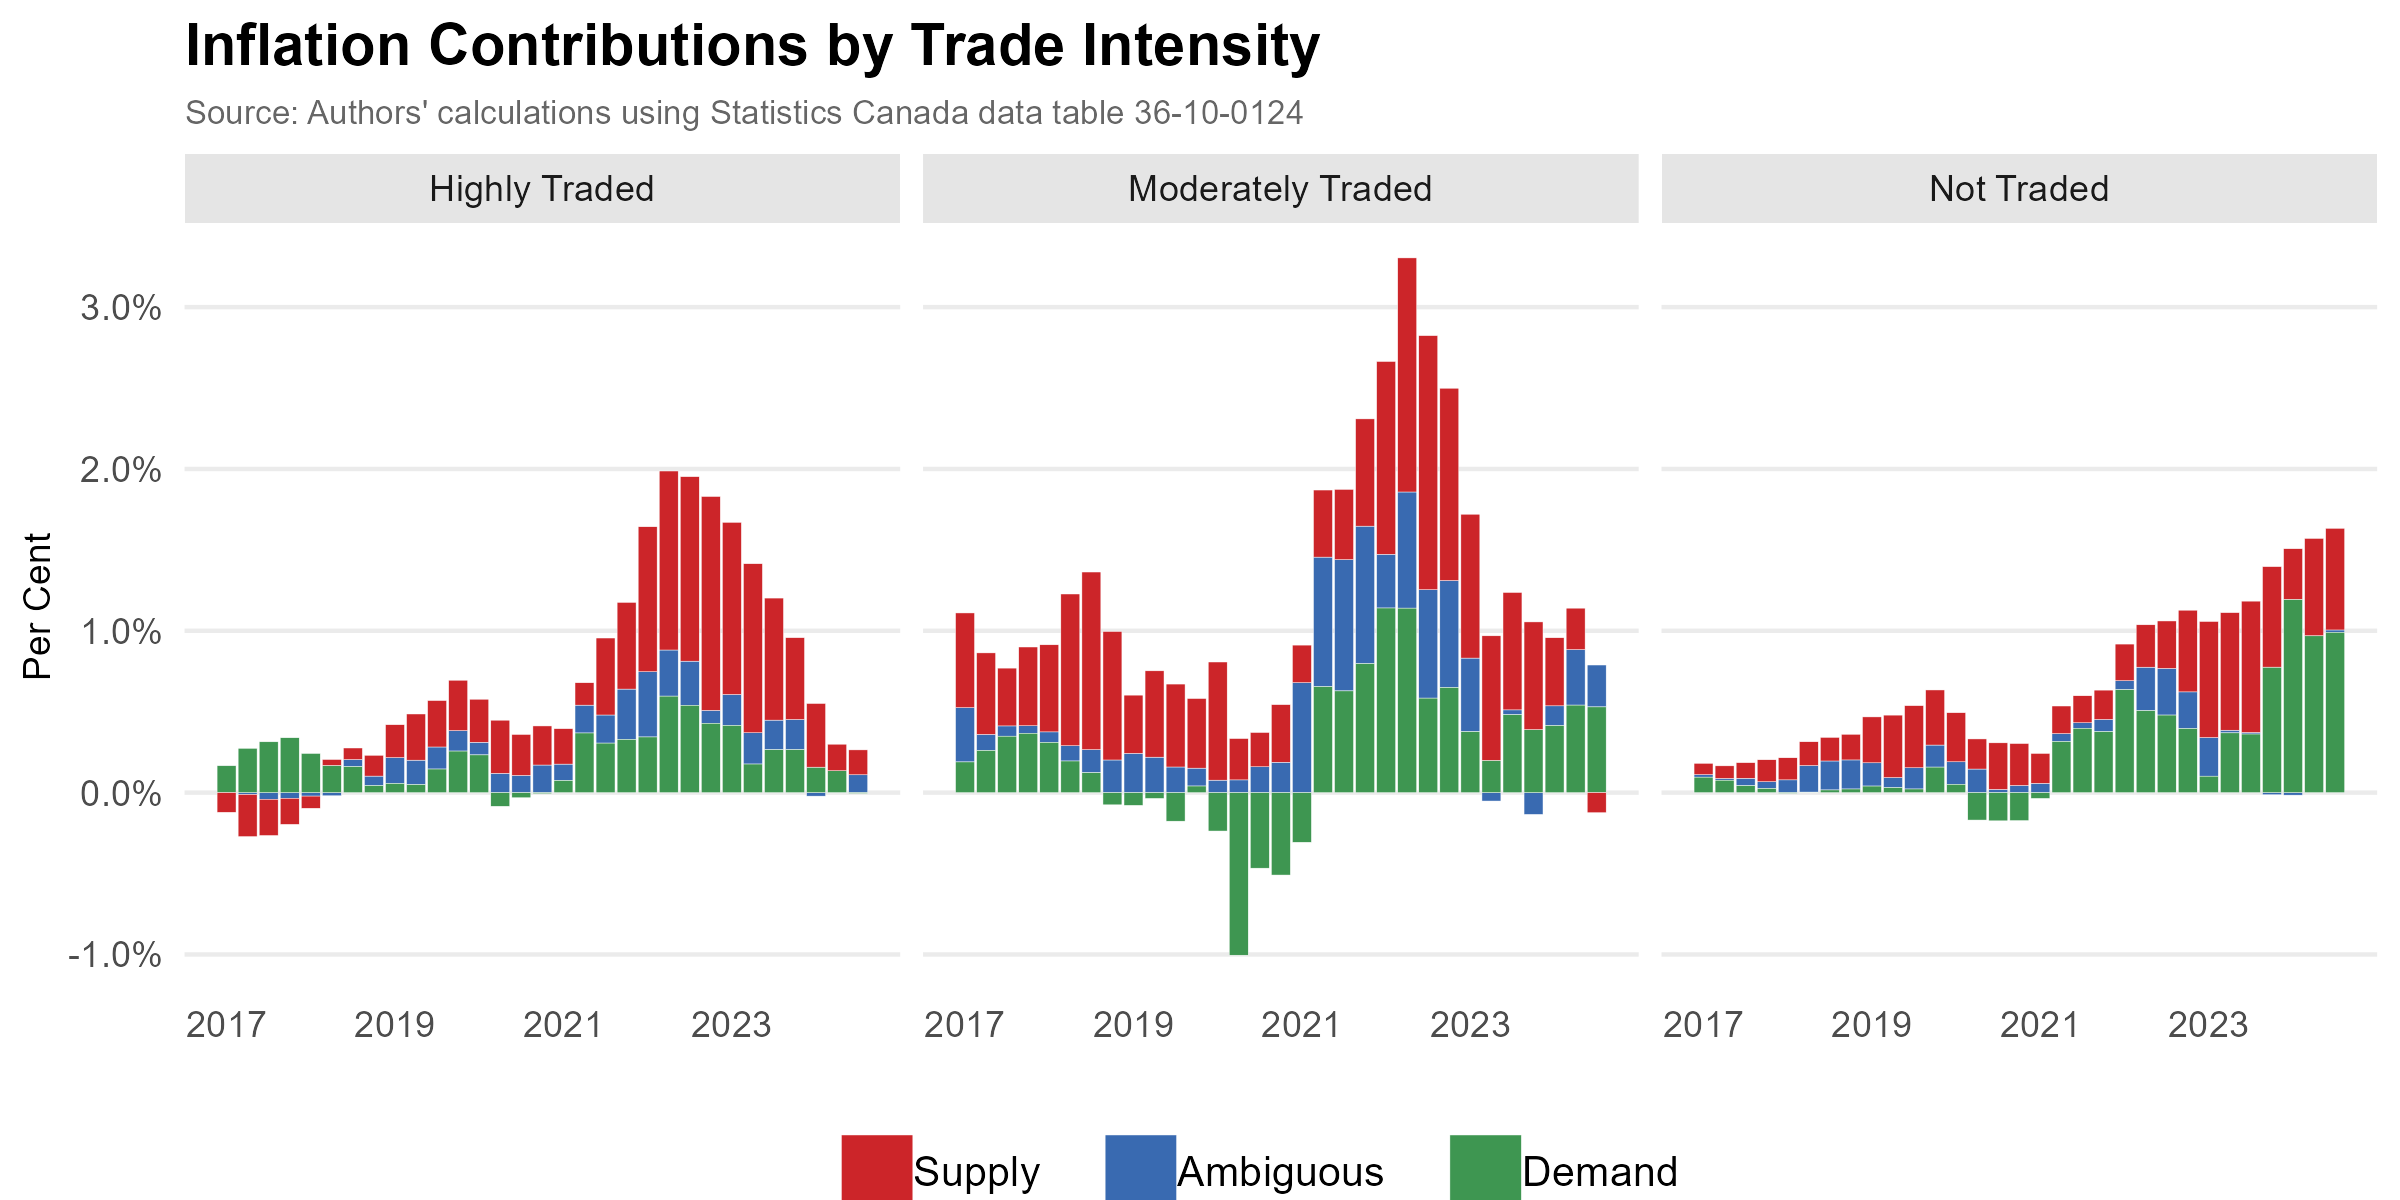 Inflation Contributions by Trade Intensity
Source: Authors' calculations using Statistics Canada data table 36-10-0124
Highly Traded
Moderately Traded
Not Traded
Per Cent
3.0%
2.0%
1.0%
0.0%
-1.0%
2017 2019 2021 2023
2017 2019 2021 2023
2017 2019 2021 2023
Supply Ambiguous Demand